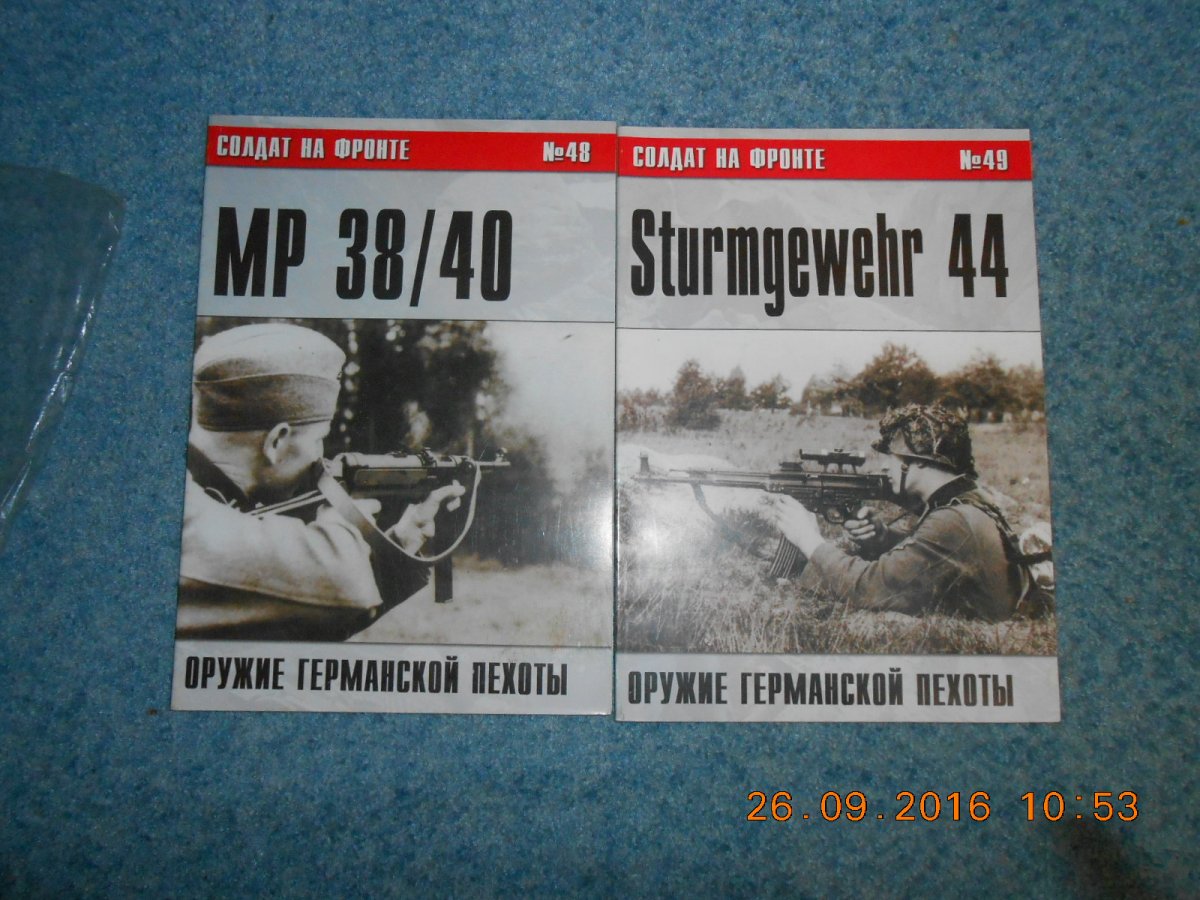 СОЛДАТ НА ФРОНТЕ №48
MP 38/40
ОРУЖИЕ ГЕРМАНСКОЙ ПЕХОТЫ
СОЛДАТ НА ФРОНТЕ №49
Sturmgewehr 44
ОРУЖИЕ ГЕРМАНСКОЙ ПЕХОТЫ
26.09.2016 10:53